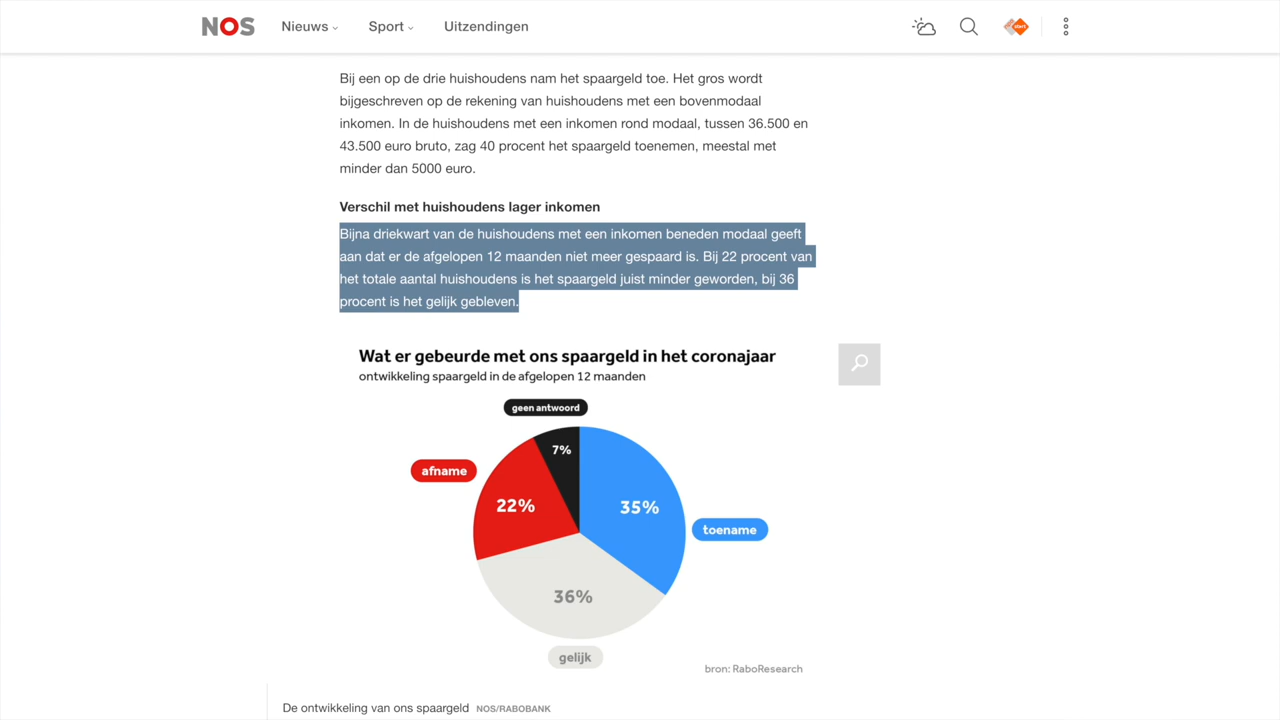 NOS Nieuws Sport Uitzendingen
Bij een op de drie huishoudens nam het spaargeld toe. Het gros wordt
bijgeschreven op de rekening van huishoudens met een bovenmodaal
inkomen. In de huishoudens met een inkomen rond modaal, tussen 36.500 en
43.500 euro bruto, zag 40 procent het spaargeld toenemen, meestal met
minder dan 5000 euro.
Verschil met huishoudens lager inkomen
Bijna driekwart van de huishoudens met een inkomen beneden modaal geeft
aan dat er de afgelopen 12 maanden niet meer gespaard is. Bij 22 procent van
het totale aantal huishoudens is het spaargeld juist minder geworden, bij 36
procent is het gelijk gebleven.
Wat er gebeurde met ons spaargeld in het coronajaar
ontwikkeling spaargeld in de afgelopen 12 maanden
geen antwoord
7%
afname
22%
35%
toename
36%
gelijk
bron: RaboResearch
De ontwikkeling van ons spaargeld NOS/RABOBANK